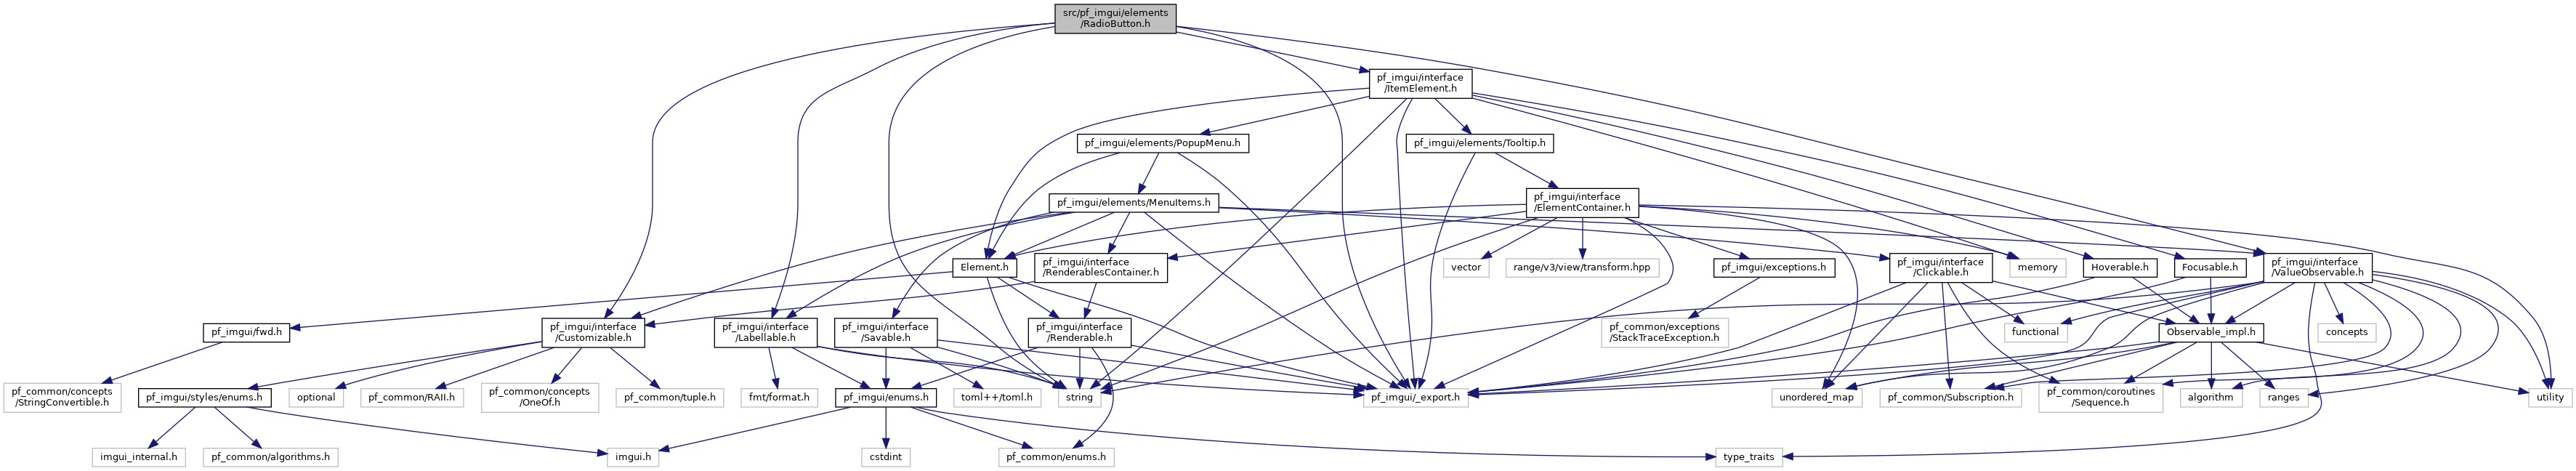 src/pf_imgui/elements
/RadioButton.h
pf_imgui/interface
/ItemElement.h
pf_imgui/elements/PopupMenu.h
pf_imgui/elements/Tooltip.h
pf_imgui/elements/MenuItems.h
pf_imgui/interface
/ElementContainer.h
Element.h
pf_imgui/interface
/RenderablesContainer.h
vector
range/v3/view/transform.hpp
pf_imgui/exceptions.h
pf_imgui/interface
/Clickable.h
memory
Hoverable.h
Focusable.h
pf_imgui/interface
/ValueObservable.h
pf_imgui/fwd.h
pf_imgui/interface
/Customizable.h
pf_imgui/interface
/Labellable.h
pf_imgui/interface
/Savable.h
pf_imgui/interface
/Renderable.h
pf_common/exceptions
/StackTraceException.h
functional
Observable_impl.h
concepts
pf_common/concepts
/StringConvertible.h
pf_imgui/styles/enums.h
optional
pf_common/RAII.h
pf_common/concepts
/OneOf.h
pf_common/tuple.h
fmt/format.h
pf_imgui/enums.h
toml++/toml.h
string
pf_imgui/_export.h
unordered_map
pf_common/Subscription.h
pf_common/coroutines
/Sequence.h
algorithm
ranges
utility
imgui_internal.h
pf_common/algorithms.h
imgui.h
cstdint
pf_common/enums.h
type_traits